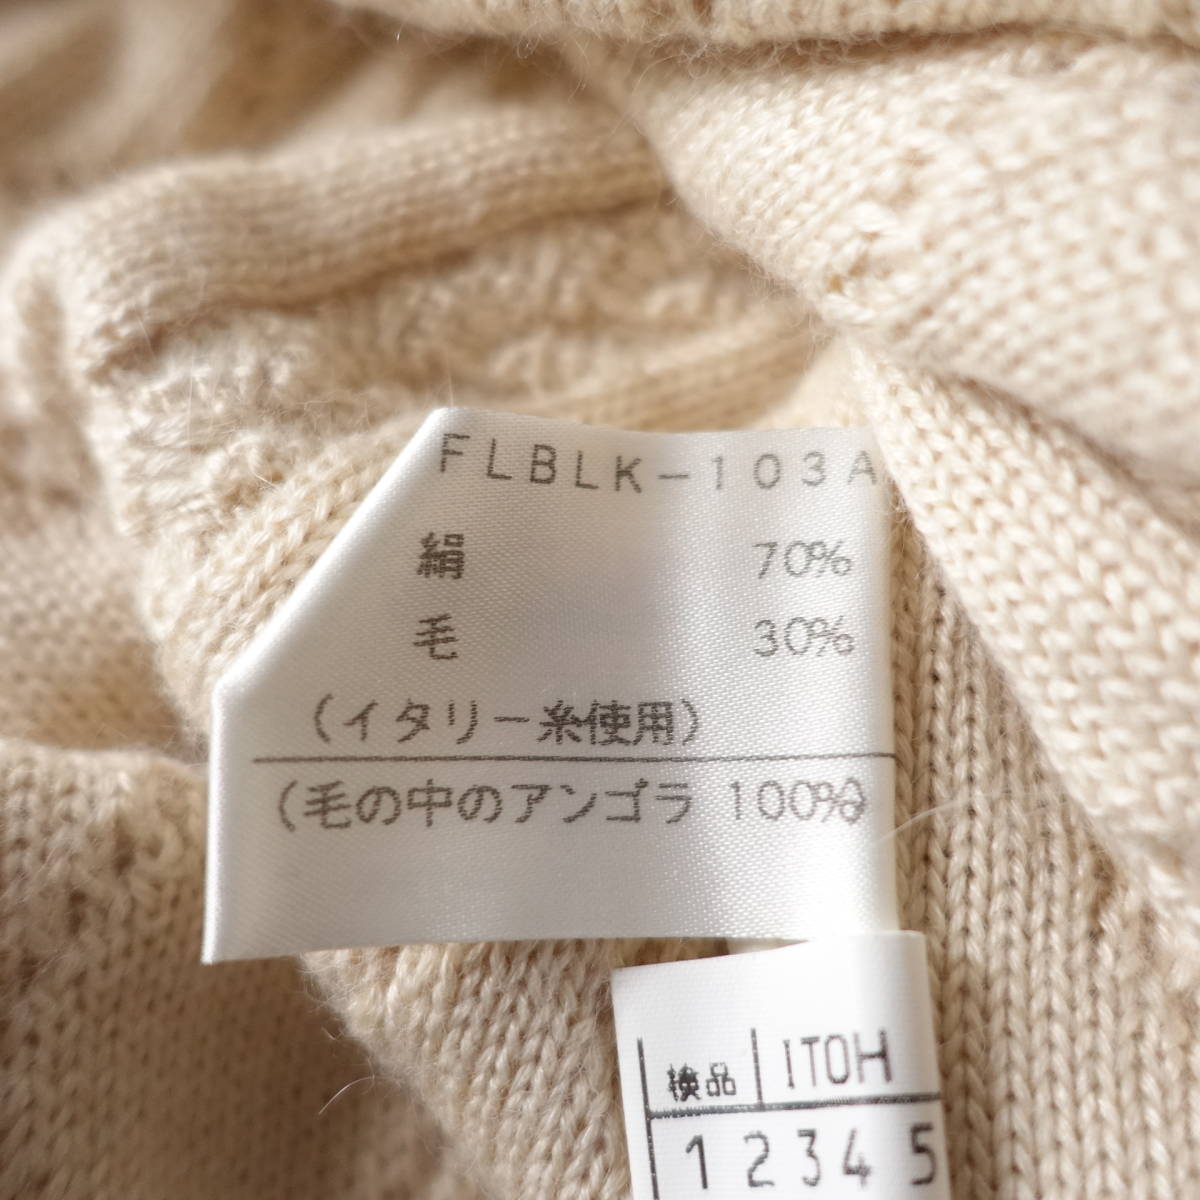 FLBLK-103A
絹 70%
毛 30%
(イタリー糸使用)
(毛の中のアンゴラ 100%)
検品 ITOH
1 2 3 4 5